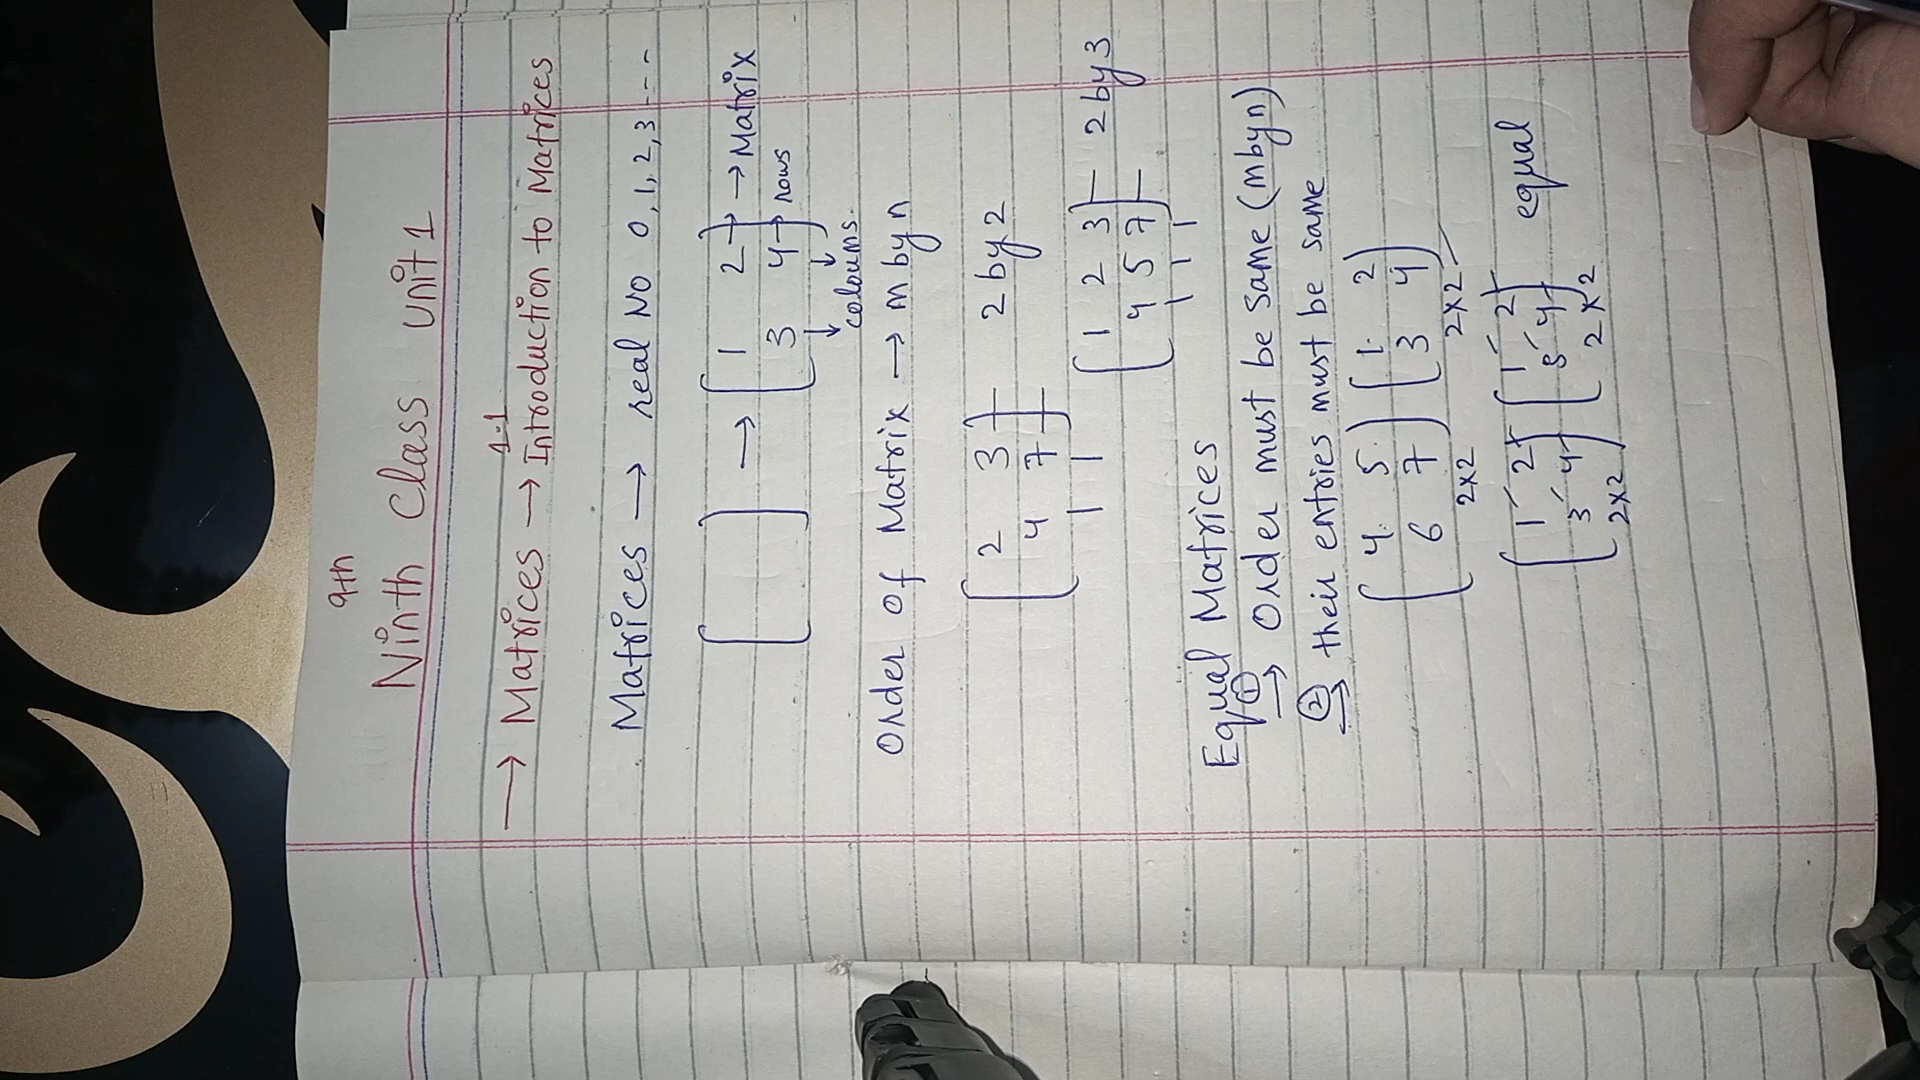 9th
Ninth Class Unit 1
1-1
→ Matrices → Introduction to Matrices
Matrices → real No 0, 1, 2, 3 ---
[ ] → [ 1 2 ] → Matrix
3 4 → rows
↓ ↓
coloums.
Order of Matrix → m by n
[ 2 3 ] 2 by 2
4 7
[ 1 2 3 ] 2 by 3
4 5 7
Equal Matrices
① → Order must be same (m by n)
② → their entries must be same
[ 4. 5. ] [ 1. 2 ]
6 7 3 4
2x2 2x2
[ 1 2 ] [ 1 2 ] equal
3 4 4
2x2 2x2